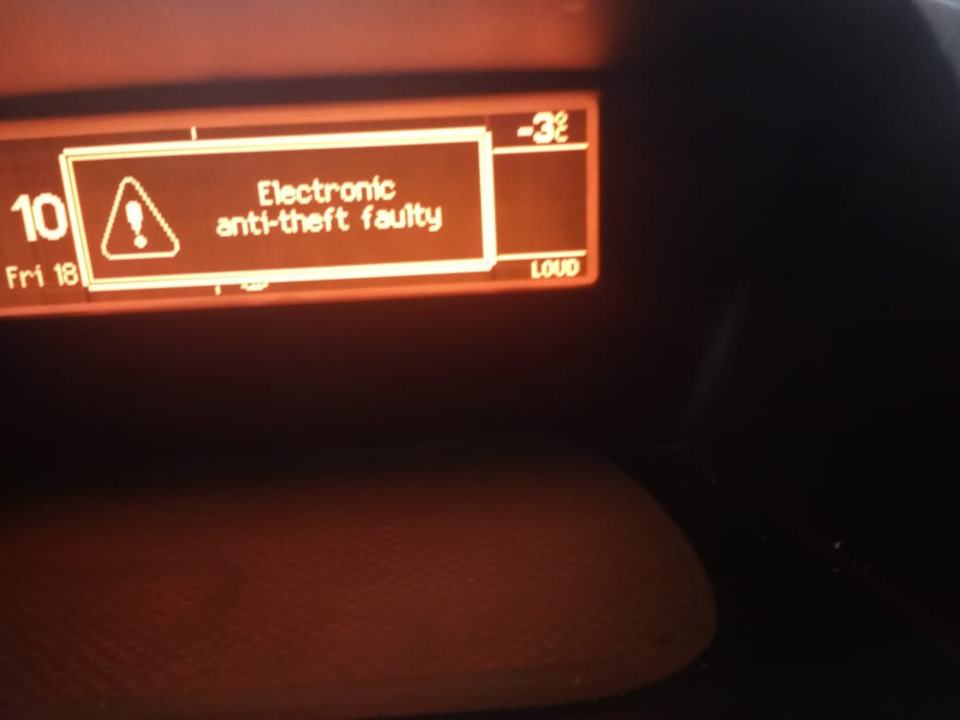 -3°C
Electronic
10
anti-theft faulty
Fri 18
LOUD